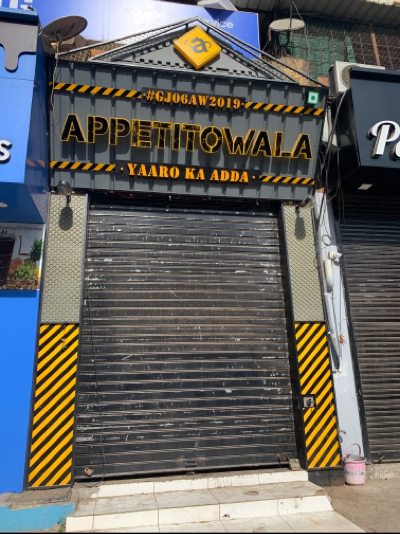 #GJ06AW2019
APPETITOWALA
· YAARO KA ADDA ·